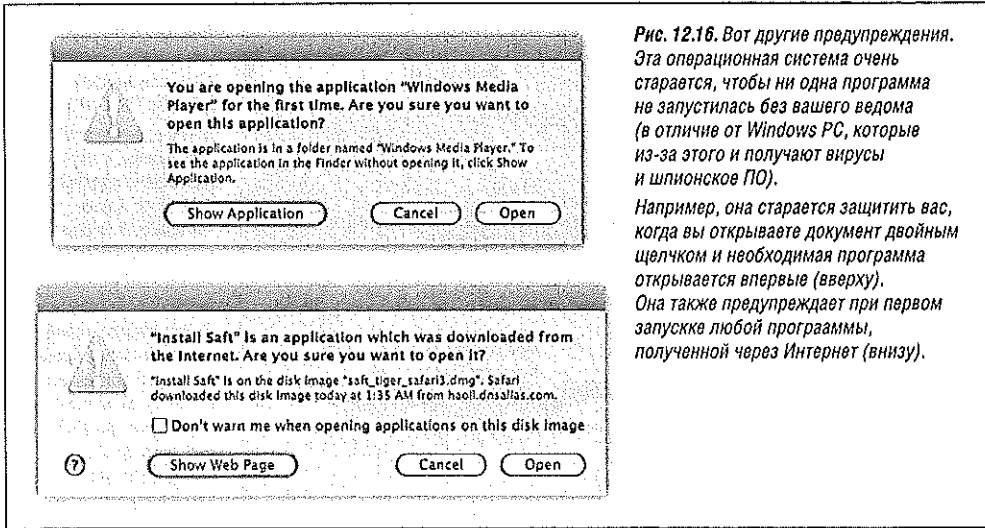 You are opening the application "Windows Media
Player" for the first time. Are you sure you want to
open this application?
The application is in a folder named "Windows Media Player." To
see the application in the Finder without opening it, click Show
Application.
Show Application
Cancel
Open
"Install Saft" is an application which was downloaded from
the Internet. Are you sure you want to open it?
"Install Saft" is on the disk image "saft_tiger_safari3.dmg". Safari
downloaded this disk image today at 1:35 AM from
Don't warn me when opening applications on this disk image
?
Show Web Page
Cancel
Open
Рис. 12.16. Вот другие предупреждения.
Эта операционная система очень
старается, чтобы ни одна программа
не запустилась без вашего ведома
(в отличие от Windows PC, которые
из-за этого и получают вирусы
и шпионское ПО).
Например, она старается защитить вас,
когда вы открываете документ двойным
щелчком и необходимая программа
открывается впервые (вверху).
Она также предупреждает при первом
запускке любой програаммы,
полученной через Интернет (внизу).